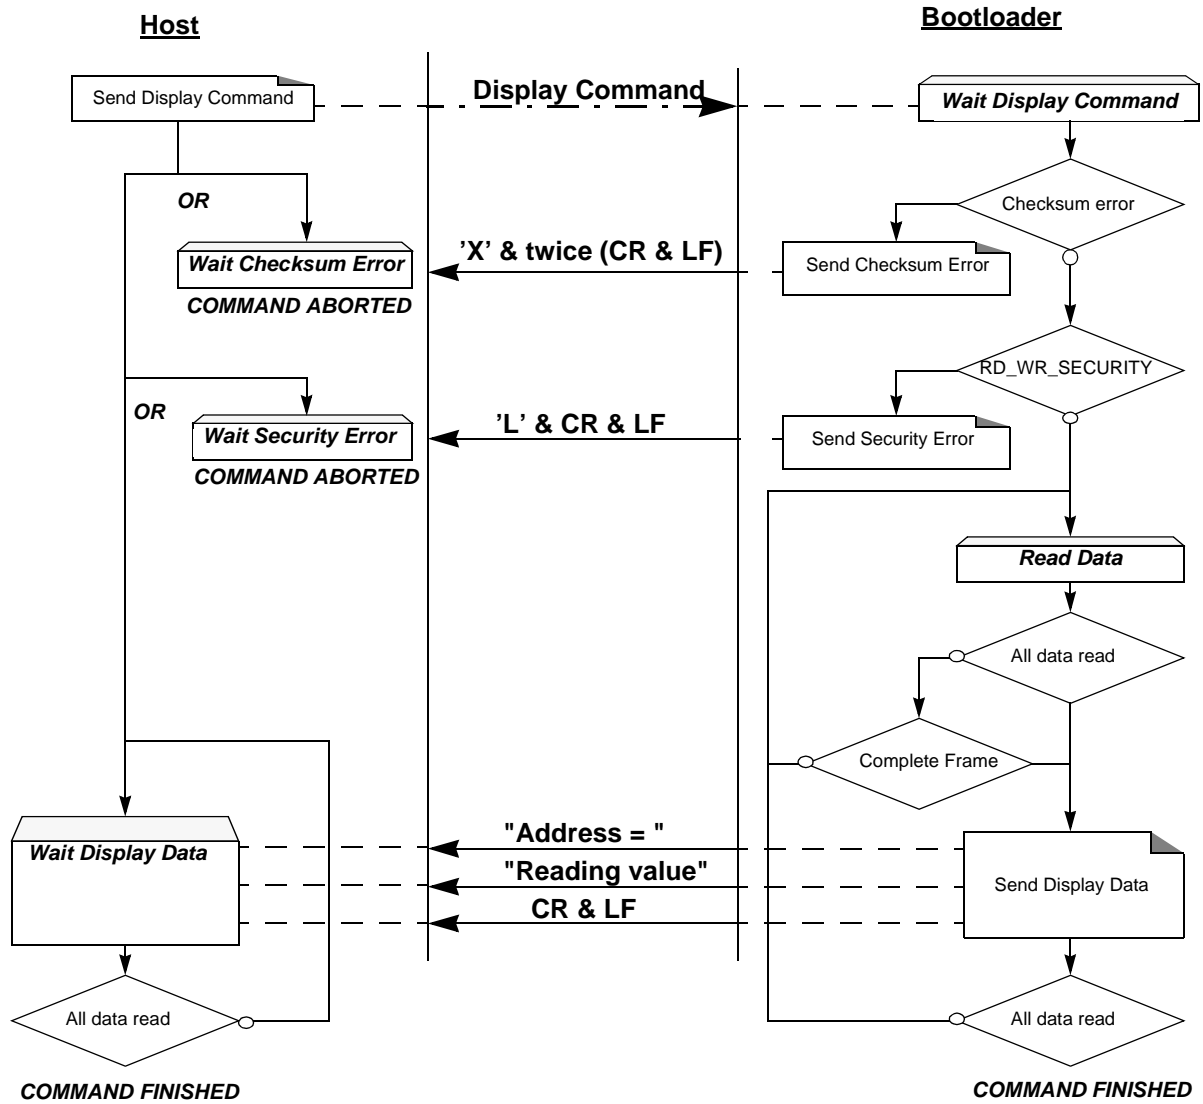 Host
Bootloader
Send Display Command
Display Command
Wait Display Command
OR
Checksum error
Wait Checksum Error
’X’ & twice (CR & LF)
Send Checksum Error
COMMAND ABORTED
RD_WR_SECURITY
OR
Wait Security Error
’L’ & CR & LF
Send Security Error
COMMAND ABORTED
Read Data
All data read
Complete Frame
Wait Display Data
"Address = "
"Reading value"
Send Display Data
CR & LF
All data read
All data read
COMMAND FINISHED
COMMAND FINISHED